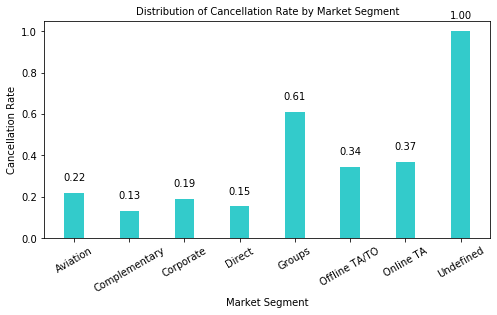 Distribution of Cancellation Rate by Market Segment
Cancellation Rate
1.0
0.8
0.6
0.4
0.2
0.0
0.22
0.13
0.19
0.15
0.61
0.34
0.37
1.00
Aviation
Complementary
Corporate
Direct
Groups
Offline TA/TO
Online TA
Undefined
Market Segment